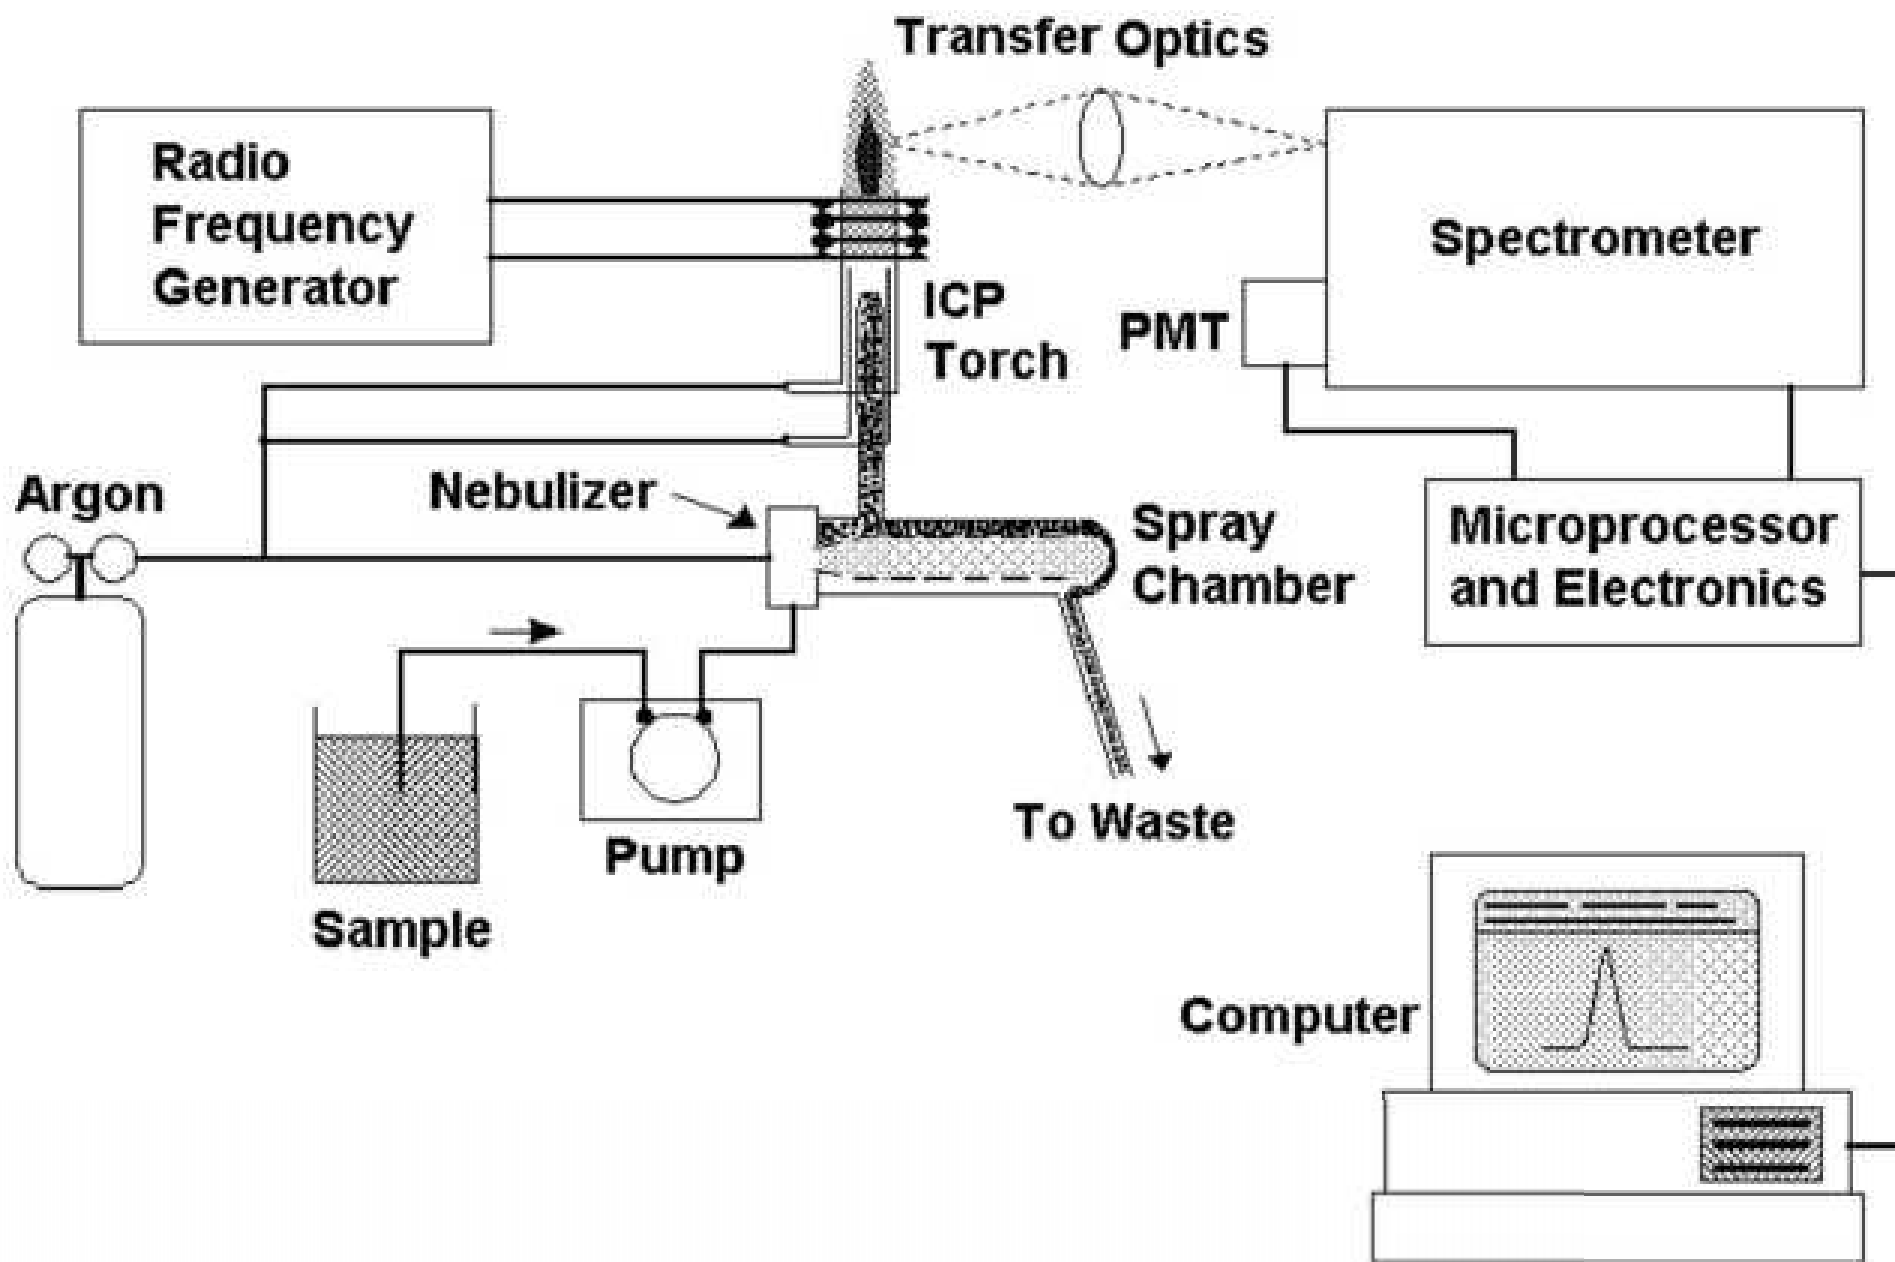 Transfer Optics
Radio
Frequency
Generator
Spectrometer
ICP
Torch
PMT
Argon
Nebulizer
Spray
Chamber
Microprocessor
and Electronics
To Waste
Pump
Sample
Computer